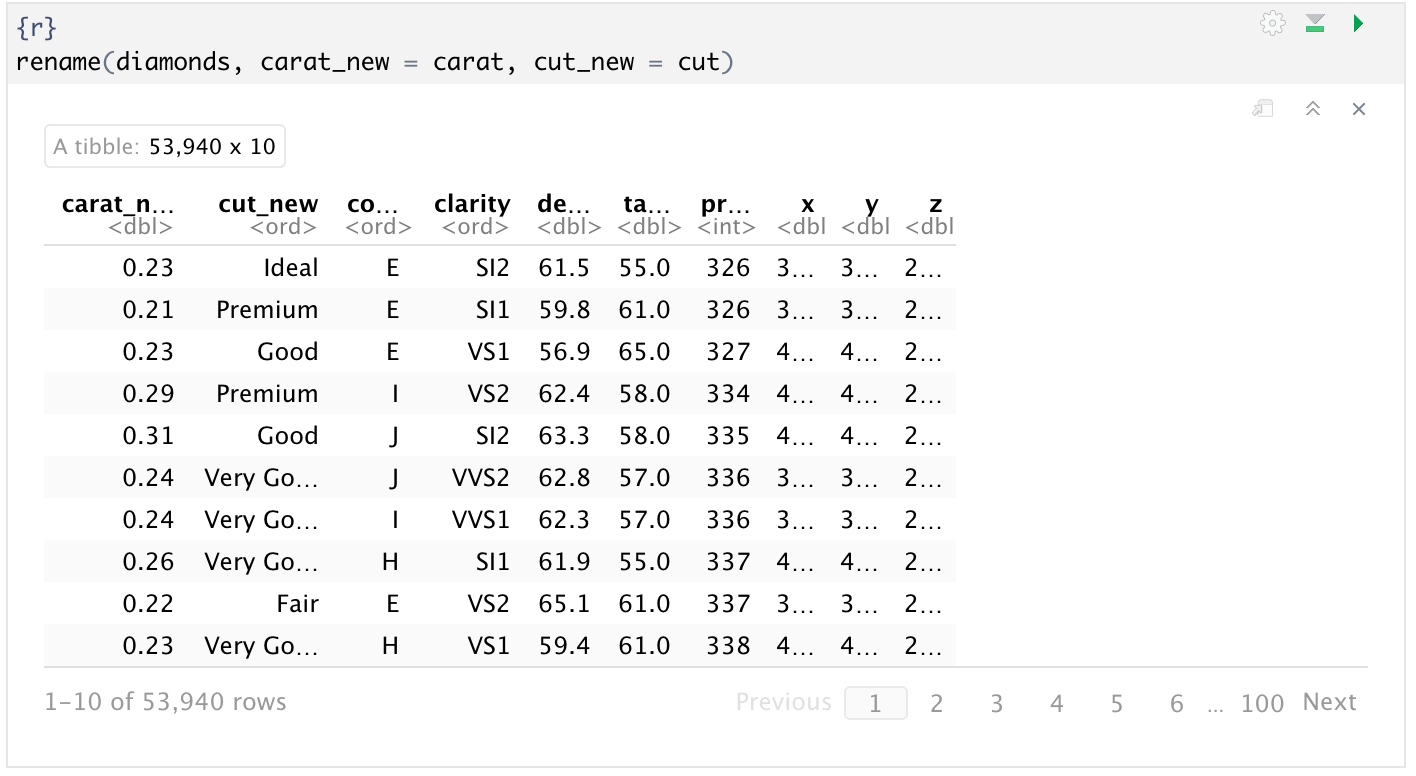 {r}
rename(diamonds, carat_new = carat, cut_new = cut)
A tibble: 53,940 x 10
carat_n... cut_new co... clarity de... ta... pr... x y z
<dbl> <ord> <ord> <ord> <dbl> <dbl> <int> <dbl <dbl <dbl
0.23 Ideal E SI2 61.5 55.0 326 3... 3... 2...
0.21 Premium E SI1 59.8 61.0 326 3... 3... 2...
0.23 Good E VS1 56.9 65.0 327 4... 4... 2...
0.29 Premium I VS2 62.4 58.0 334 4... 4... 2...
0.31 Good J SI2 63.3 58.0 335 4... 4... 2...
0.24 Very Go... J VVS2 62.8 57.0 336 3... 3... 2...
0.24 Very Go... I VVS1 62.3 57.0 336 3... 3... 2...
0.26 Very Go... H SI1 61.9 55.0 337 4... 4... 2...
0.22 Fair E VS2 65.1 61.0 337 3... 3... 2...
0.23 Very Go... H VS1 59.4 61.0 338 4... 4... 2...
1-10 of 53,940 rows Previous 1 2 3 4 5 6 ... 100 Next